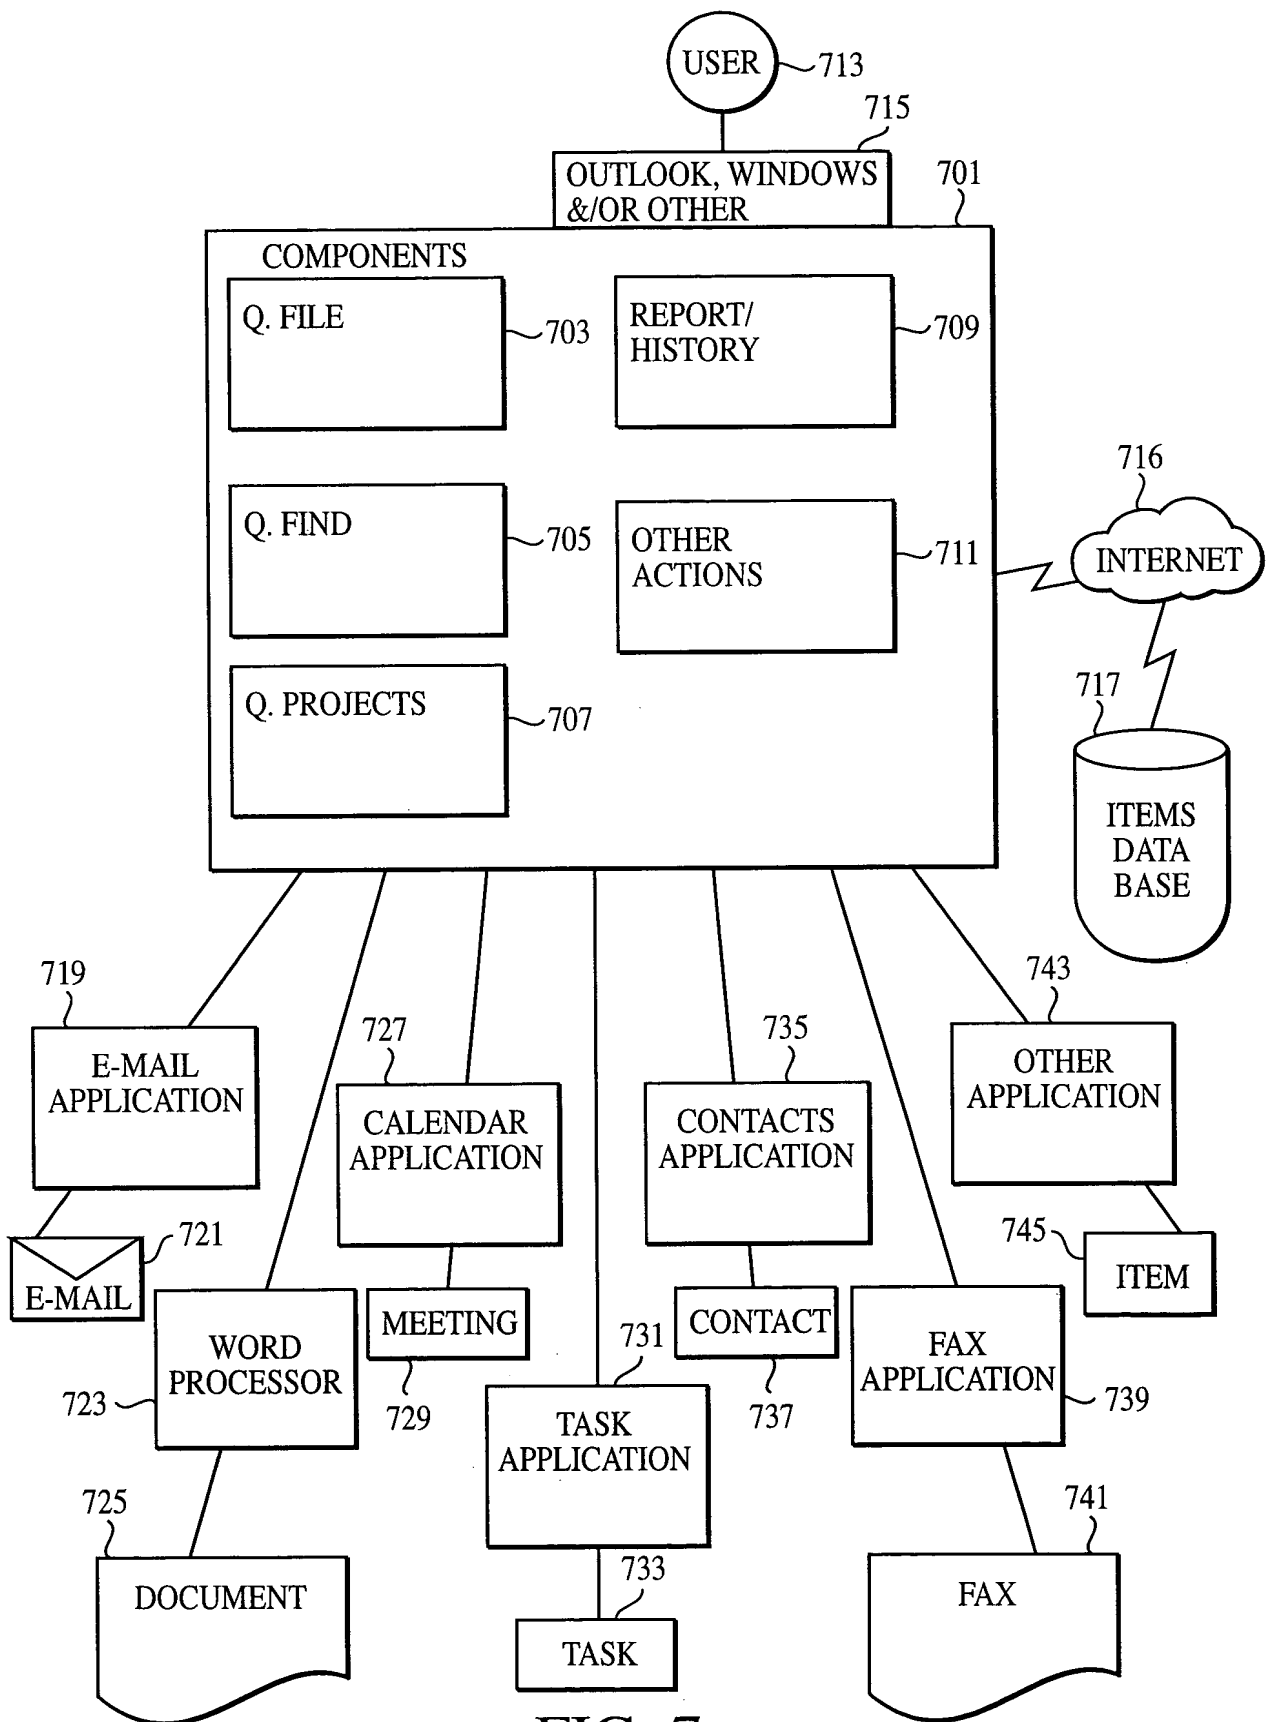 USER
713
715
OUTLOOK, WINDOWS
&/OR OTHER
701
COMPONENTS
Q. FILE
703
REPORT/
HISTORY
709
Q. FIND
705
OTHER
ACTIONS
711
716
INTERNET
Q. PROJECTS
707
717
ITEMS
DATA
BASE
719
E-MAIL
APPLICATION
727
CALENDAR
APPLICATION
735
CONTACTS
APPLICATION
743
OTHER
APPLICATION
721
E-MAIL
745
ITEM
WORD
PROCESSOR
723
MEETING
729
731
TASK
APPLICATION
CONTACT
737
FAX
APPLICATION
739
725
DOCUMENT
733
TASK
741
FAX
FIG. 7